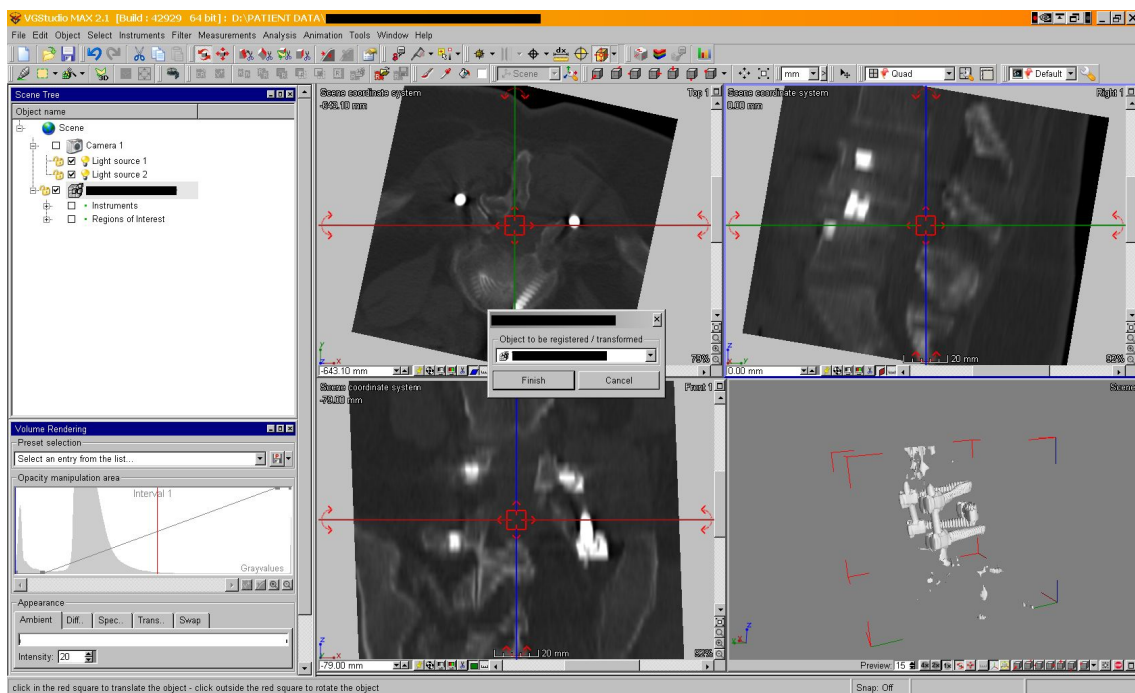 VGStudio MAX 2.1 [Build : 42929 64 bit] : D:\PATIENT DATA\
File Edit Object Select Instruments Filter Measurements Analysis Animation Tools Window Help
Scene
mm
Quad
Default
Scene Tree
Object name
Scene
Camera 1
Light source 1
Light source 2
Instruments
Regions of Interest
Scene coordinate system
-643.10 mm
Top 1
79%
-643.10 mm
Scene coordinate system
0.00 mm
Right 1
20 mm
92%
0.00 mm
Object to be registered / transformed
Finish
Cancel
Scene coordinate system
-79.00 mm
Front 1
20 mm
92%
-79.00 mm
Scene
Preview: 15
Volume Rendering
Preset selection
Select an entry from the list...
Opacity manipulation area
Interval 1
Grayvalues
Appearance
Ambient Diff.. Spec.. Trans.. Swap
Intensity: 20
click in the red square to translate the object - click outside the red square to rotate the object
Snap: Off